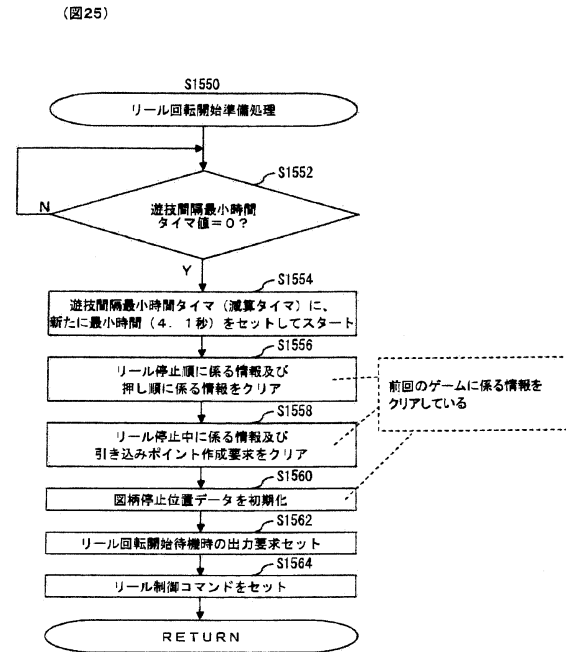 （図25）
S1550
リール回転開始準備処理
S1552
N
遊技間隔最小時間
タイマ値＝０？
Y
S1554
遊技間隔最小時間タイマ（減算タイマ）に、
新たに最小時間（４．１秒）をセットしてスタート
S1556
リール停止順に係る情報及び
押し順に係る情報をクリア
前回のゲームに係る情報を
クリアしている
S1558
リール停止中に係る情報及び
引き込みポイント作成要求をクリア
S1560
図柄停止位置データを初期化
S1562
リール回転開始待機時の出力要求セット
S1564
リール制御コマンドをセット
RETURN